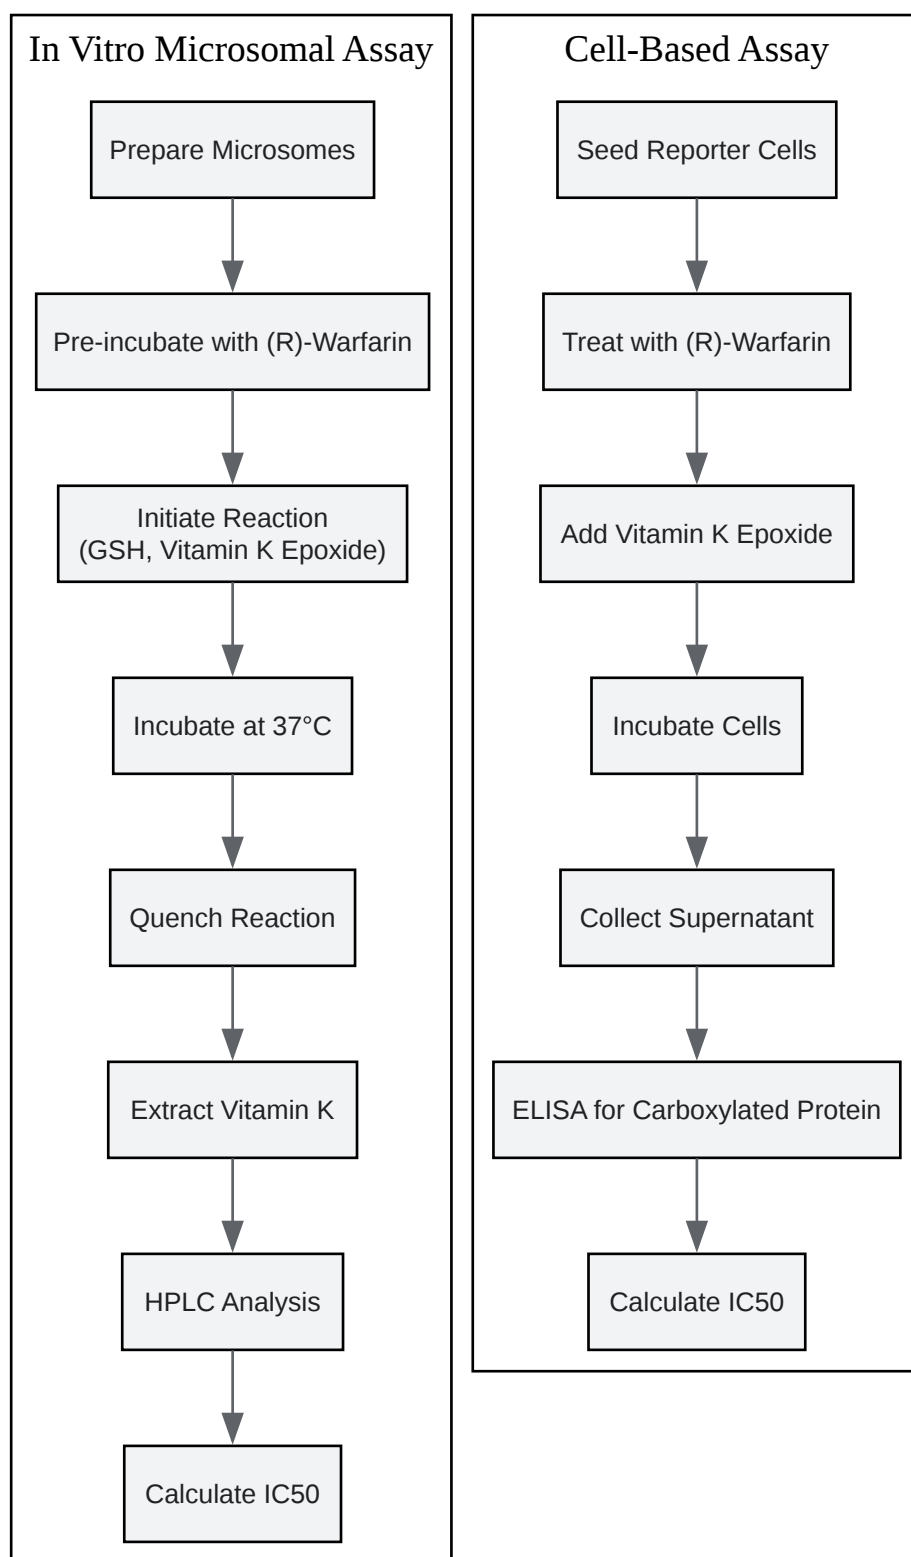 In Vitro Microsomal Assay
Prepare Microsomes
Pre-incubate with (R)-Warfarin
Initiate Reaction
(GSH, Vitamin K Epoxide)
Incubate at 37°C
Quench Reaction
Extract Vitamin K
HPLC Analysis
Calculate IC50
Cell-Based Assay
Seed Reporter Cells
Treat with (R)-Warfarin
Add Vitamin K Epoxide
Incubate Cells
Collect Supernatant
ELISA for Carboxylated Protein
Calculate IC50